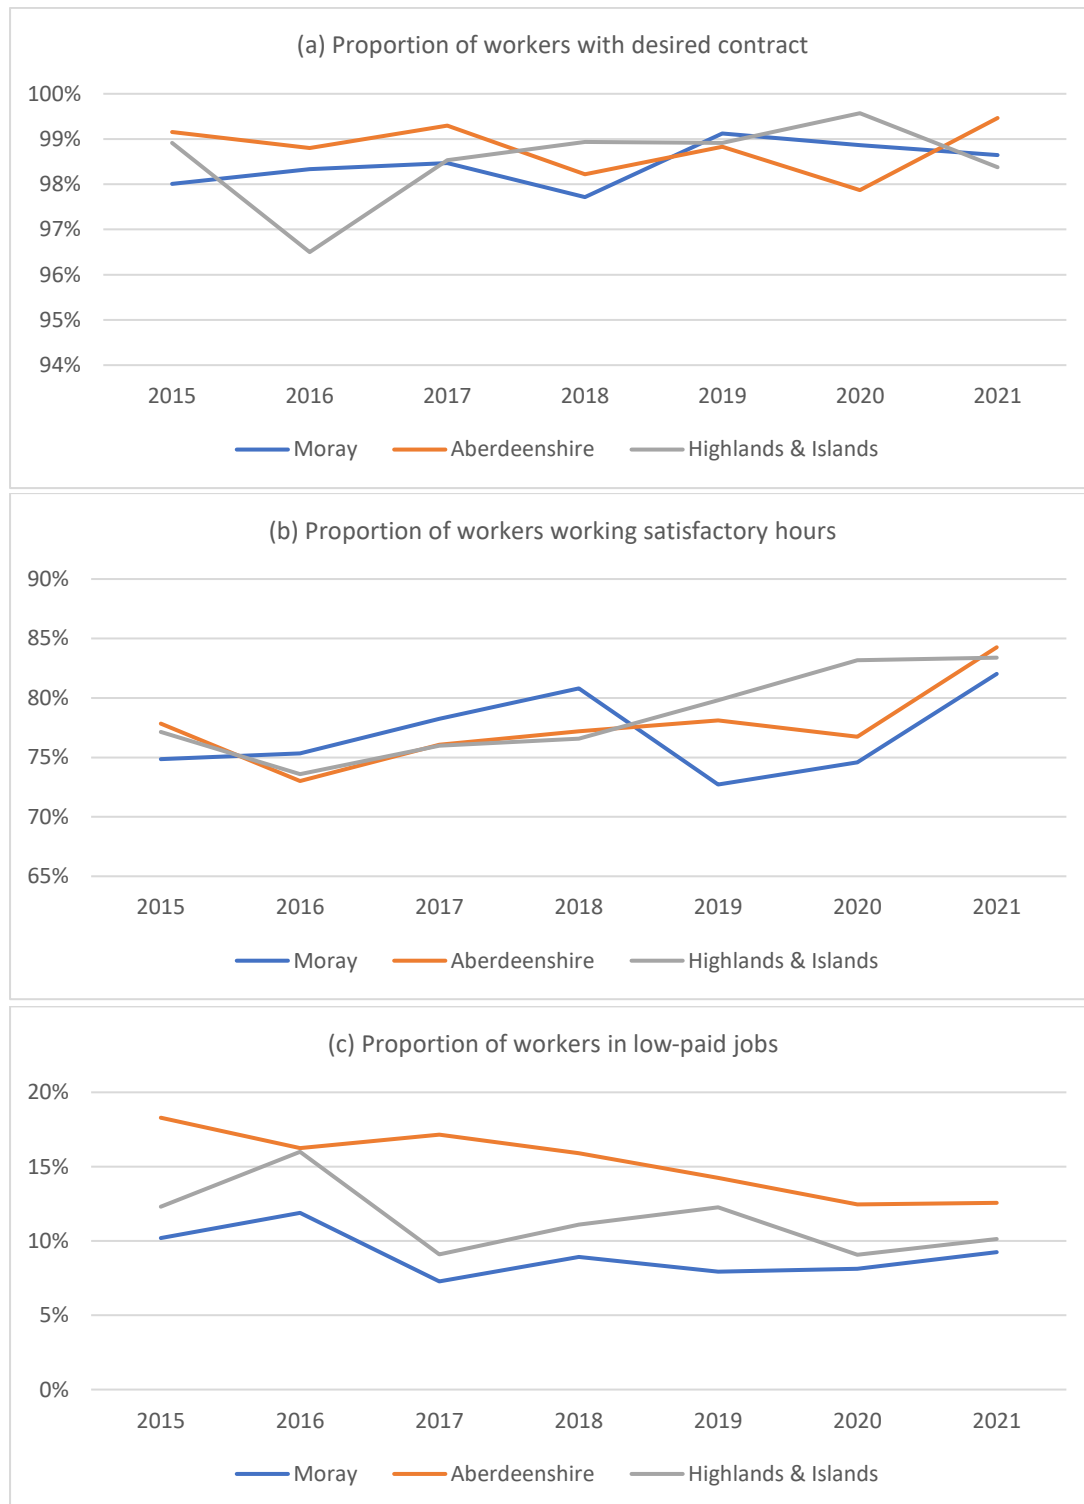 (a) Proportion of workers with desired contract
100%
99%
98%
97%
96%
95%
94%
2015 2016 2017 2018 2019 2020 2021
Moray Aberdeenshire Highlands & Islands
(b) Proportion of workers working satisfactory hours
90%
85%
80%
75%
70%
65%
2015 2016 2017 2018 2019 2020 2021
Moray Aberdeenshire Highlands & Islands
(c) Proportion of workers in low-paid jobs
20%
15%
10%
5%
0%
2015 2016 2017 2018 2019 2020 2021
Moray Aberdeenshire Highlands & Islands